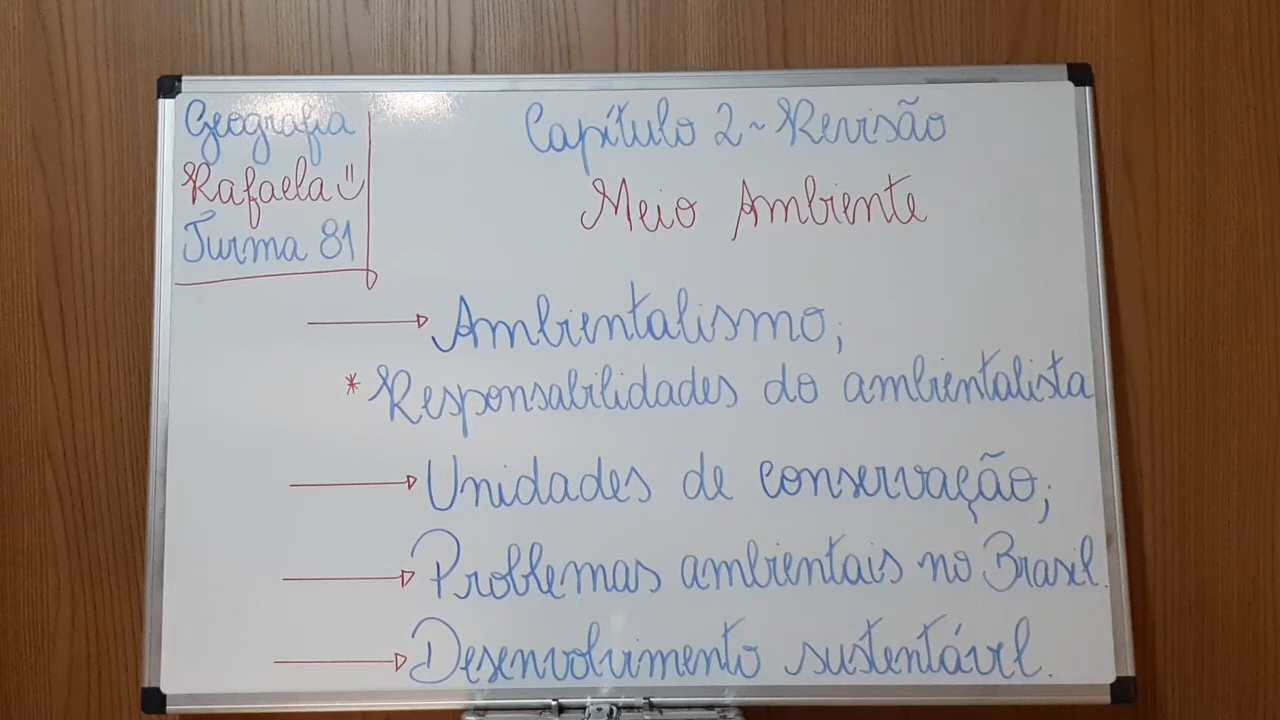 Geografia
Rafaela =)
Turma 81
Capítulo 2 ~ Revisão
Meio Ambiente
→ Ambientalismo;
* Responsabilidades do ambientalista
→ Unidades de conservação;
→ Problemas ambientais no Brasil.
→ Desenvolvimento sustentável.